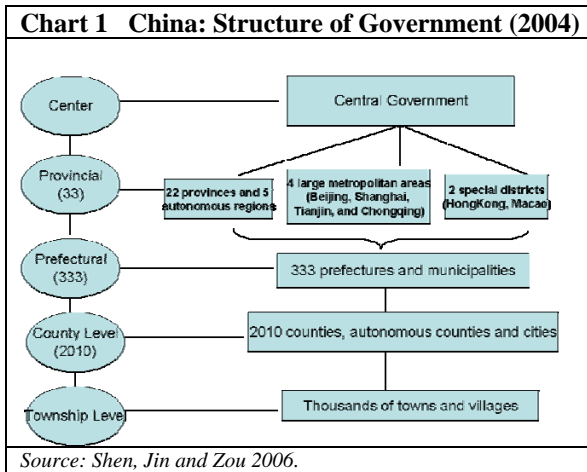 Chart 1 China: Structure of Government (2004)
Center
Central Government
Provincial
(33)
22 provinces and 5
autonomous regions
4 large metropolitan areas
(Beijing, Shanghai,
Tianjin, and Chongqing)
2 special districts
(HongKong, Macao)
Prefectural
(333)
333 prefectures and municipalities
County Level
(2010)
2010 counties, autonomous counties and cities
Township Level
Thousands of towns and villages
Source: Shen, Jin and Zou 2006.